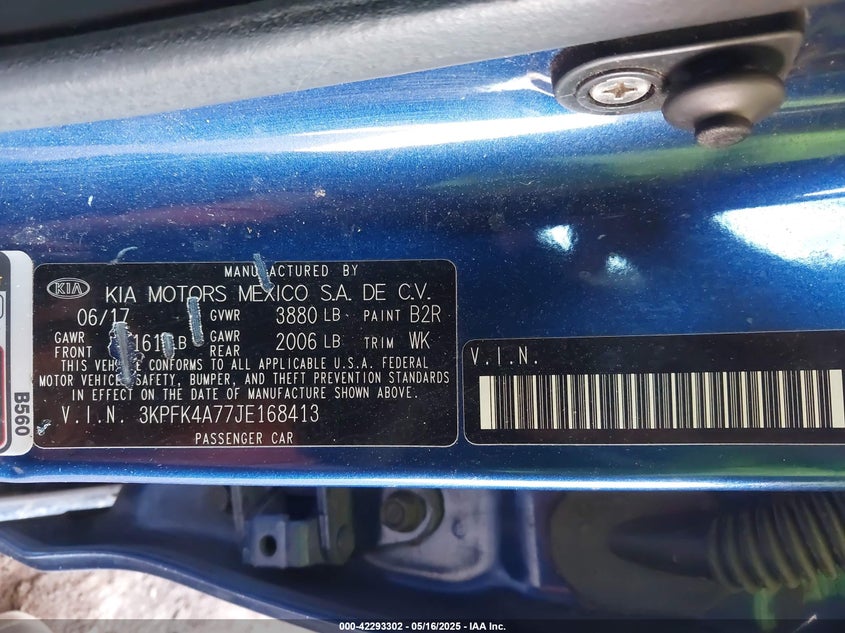 MANUFACTURED BY
KIA KIA MOTORS MEXICO S.A. DE C.V.
06/17 GVWR 3880 LB PAINT B2R
GAWR FRONT LB GAWR REAR 2006 LB TRIM WK
THIS VEHICLE CONFORMS TO ALL APPLICABLE U.S.A. FEDERAL
MOTOR VEHICLE SAFETY, BUMPER, AND THEFT PREVENTION STANDARDS
IN EFFECT ON THE DATE OF MANUFACTURE SHOWN ABOVE.
V.I.N. 3KPFK4A77JE168413
PASSENGER CAR
B560
V.I.N.
000-42293302 - 05/16/2025 - IAA Inc.